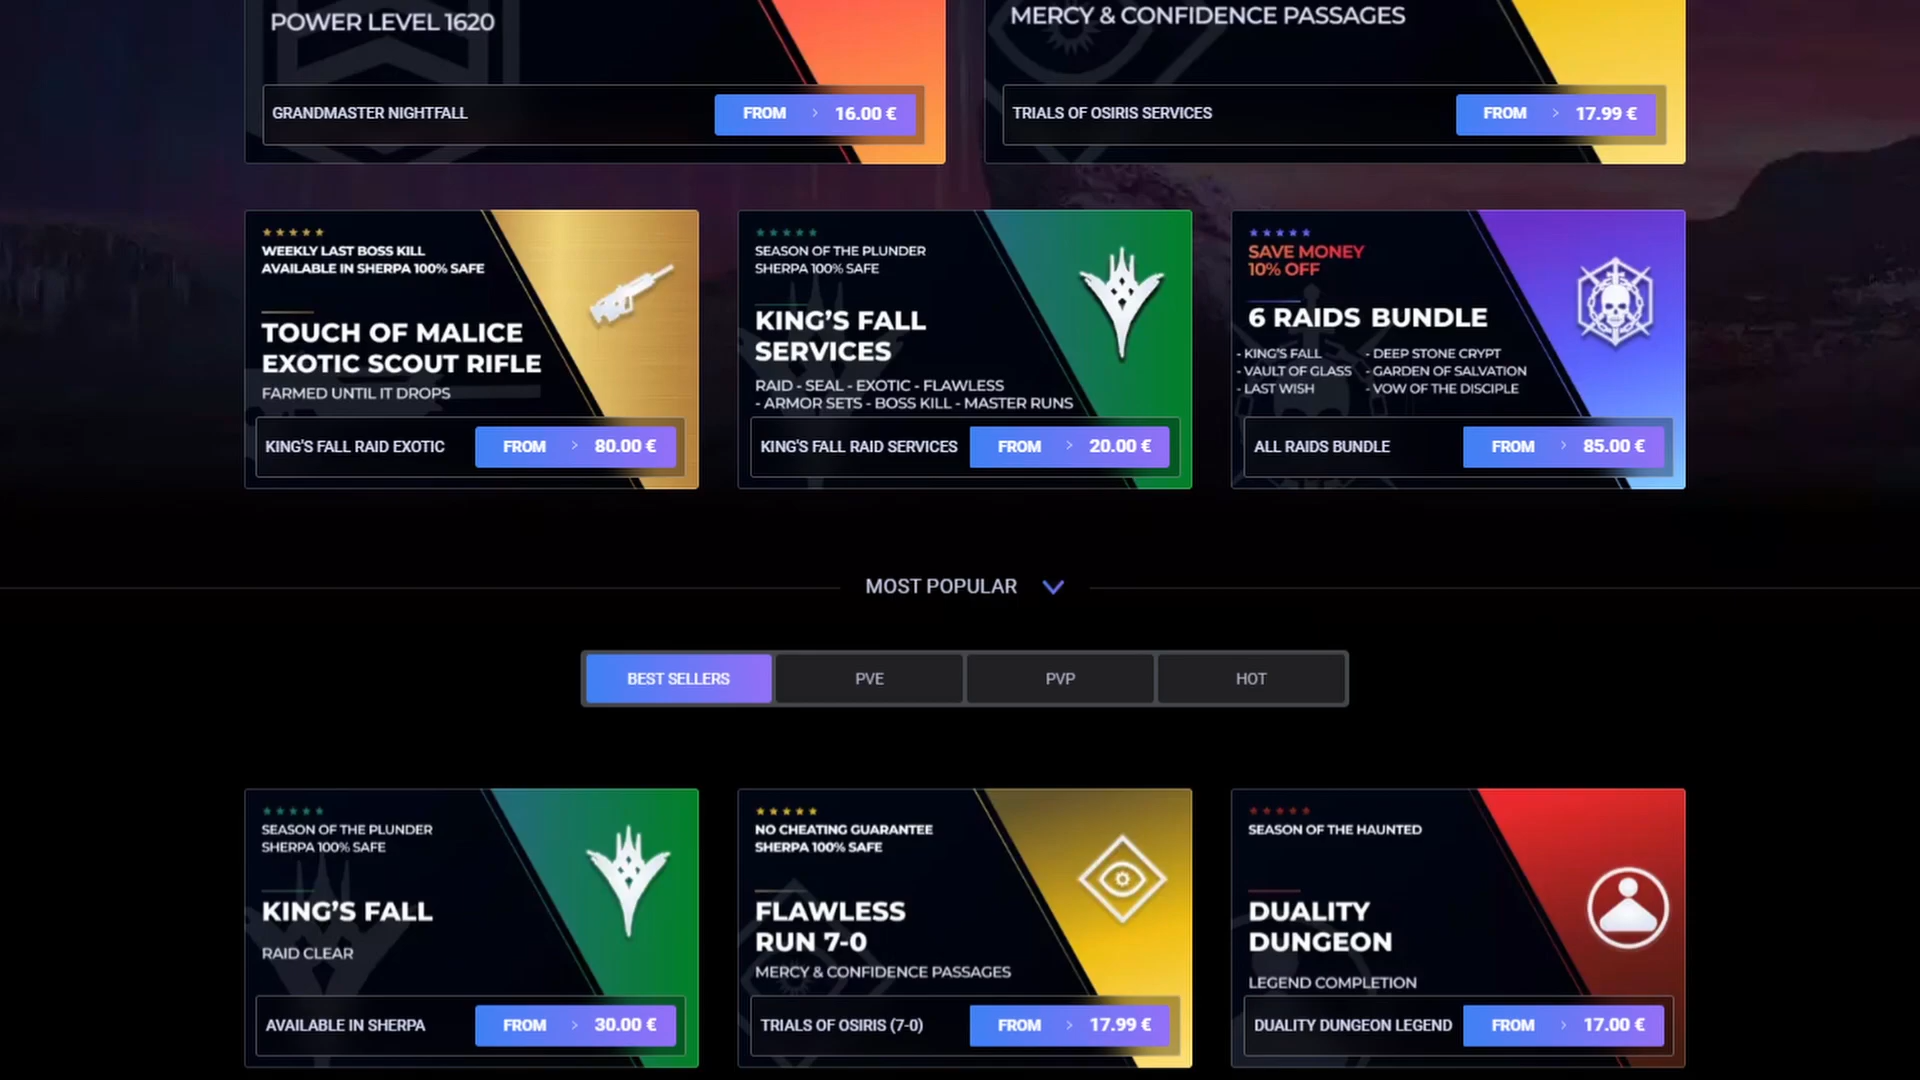 POWER LEVEL 1620
GRANDMASTER NIGHTFALL
FROM > 16.00 €
MERCY & CONFIDENCE PASSAGES
TRIALS OF OSIRIS SERVICES
FROM > 17.99 €
WEEKLY LAST BOSS KILL
AVAILABLE IN SHERPA 100% SAFE
TOUCH OF MALICE
EXOTIC SCOUT RIFLE
FARMED UNTIL IT DROPS
KING'S FALL RAID EXOTIC
FROM > 80.00 €
SEASON OF THE PLUNDER
SHERPA 100% SAFE
KING'S FALL
SERVICES
RAID - SEAL - EXOTIC - FLAWLESS
- ARMOR SETS - BOSS KILL - MASTER RUNS
KING'S FALL RAID SERVICES
FROM > 20.00 €
SAVE MONEY
10% OFF
6 RAIDS BUNDLE
- KING'S FALL - DEEP STONE CRYPT
- VAULT OF GLASS - GARDEN OF SALVATION
- LAST WISH - VOW OF THE DISCIPLE
ALL RAIDS BUNDLE
FROM > 85.00 €
MOST POPULAR
BEST SELLERS
PVE
PVP
HOT
SEASON OF THE PLUNDER
SHERPA 100% SAFE
KING'S FALL
RAID CLEAR
AVAILABLE IN SHERPA
FROM > 30.00 €
NO CHEATING GUARANTEE
SHERPA 100% SAFE
FLAWLESS
RUN 7-0
MERCY & CONFIDENCE PASSAGES
TRIALS OF OSIRIS (7-0)
FROM > 17.99 €
SEASON OF THE HAUNTED
DUALITY
DUNGEON
LEGEND COMPLETION
DUALITY DUNGEON LEGEND
FROM > 17.00 €